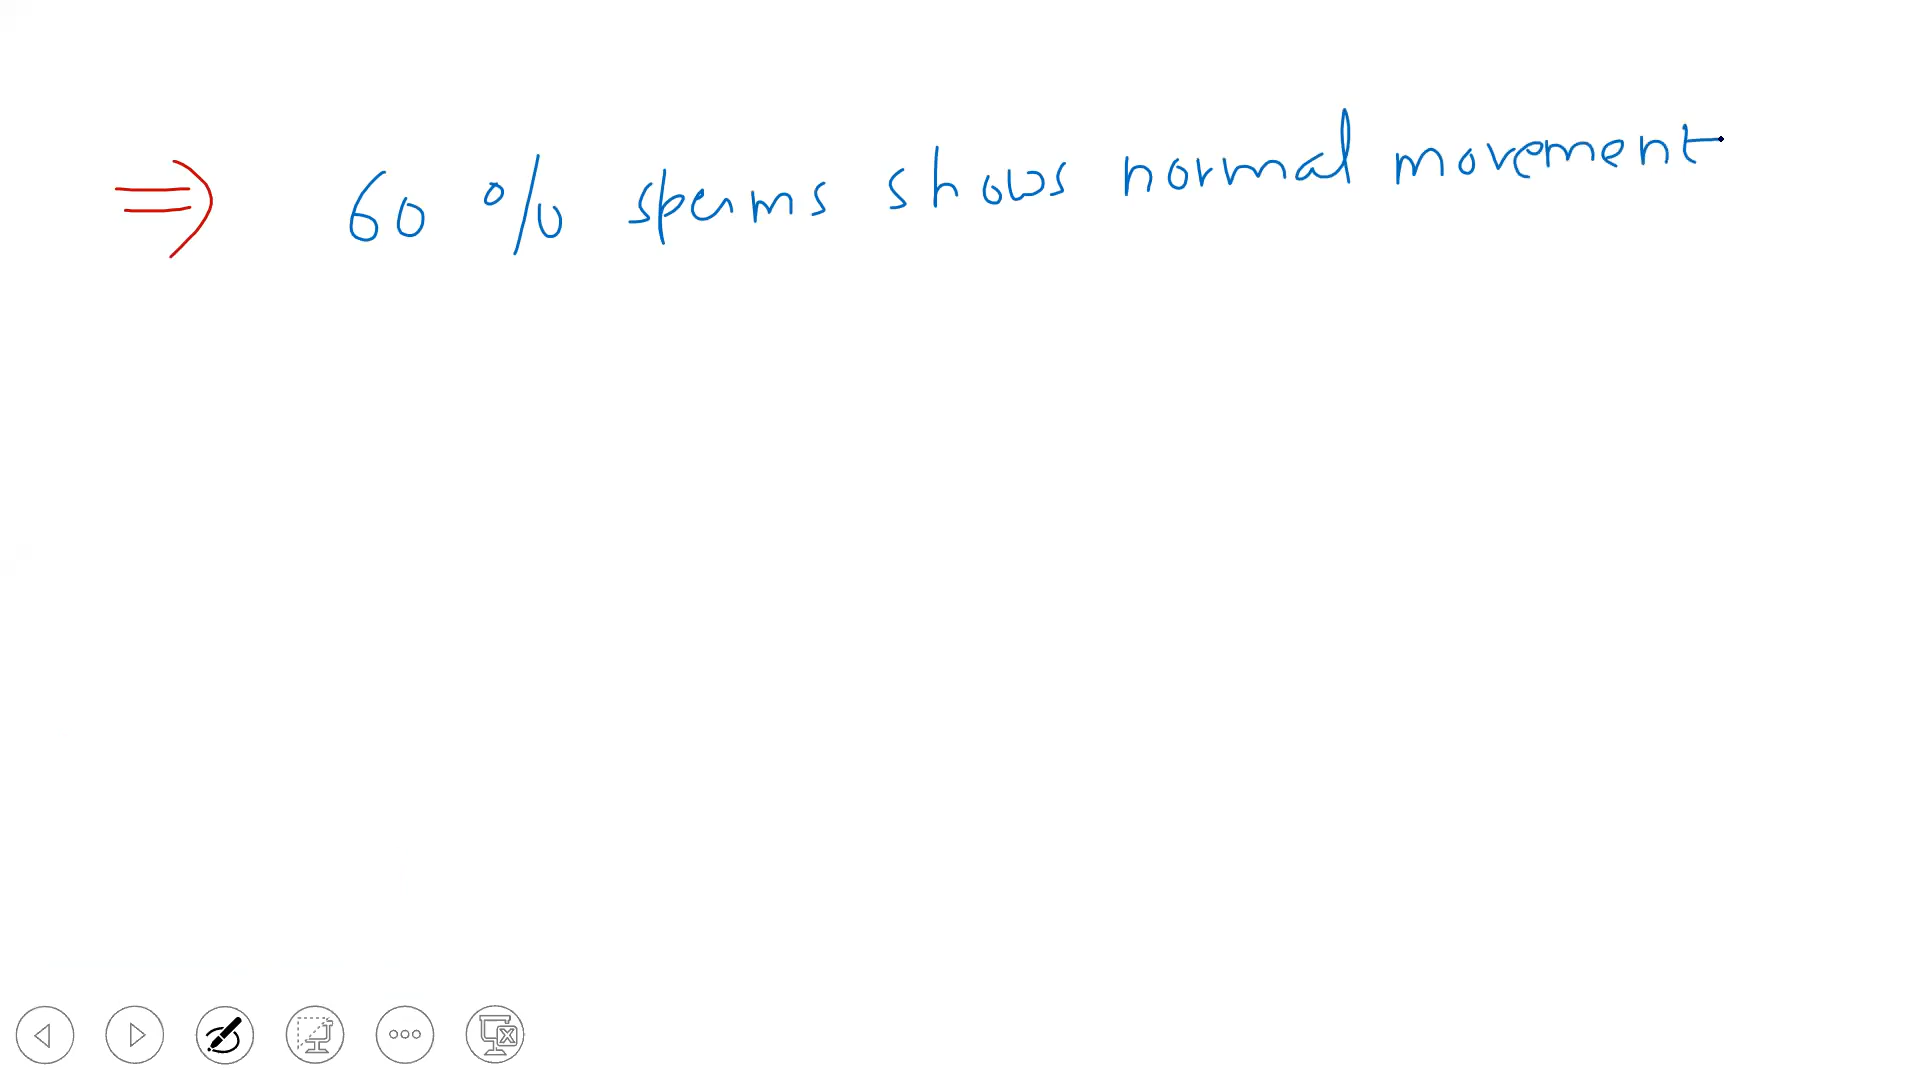 ⇒ 60 % sperms shows normal movement